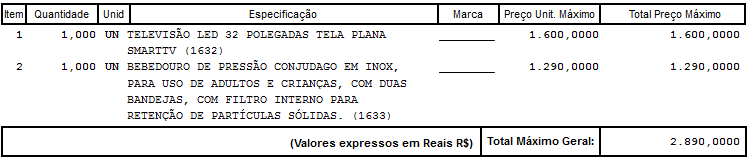 Item Quantidade Unid Especificação Marca Preço Unit. Máximo Total Preço Máximo
1 1,000 UN TELEVISÃO LED 32 POLEGADAS TELA PLANA ________ 1.600,0000 1.600,0000
SMARTTV (1632)
2 1,000 UN BEBEDOURO DE PRESSÃO CONJUDAGO EM INOX, ________ 1.290,0000 1.290,0000
PARA USO DE ADULTOS E CRIANÇAS, COM DUAS
BANDEJAS, COM FILTRO INTERNO PARA
RETENÇÃO DE PARTÍCULAS SÓLIDAS. (1633)
(Valores expressos em Reais R$) Total Máximo Geral: 2.890,0000